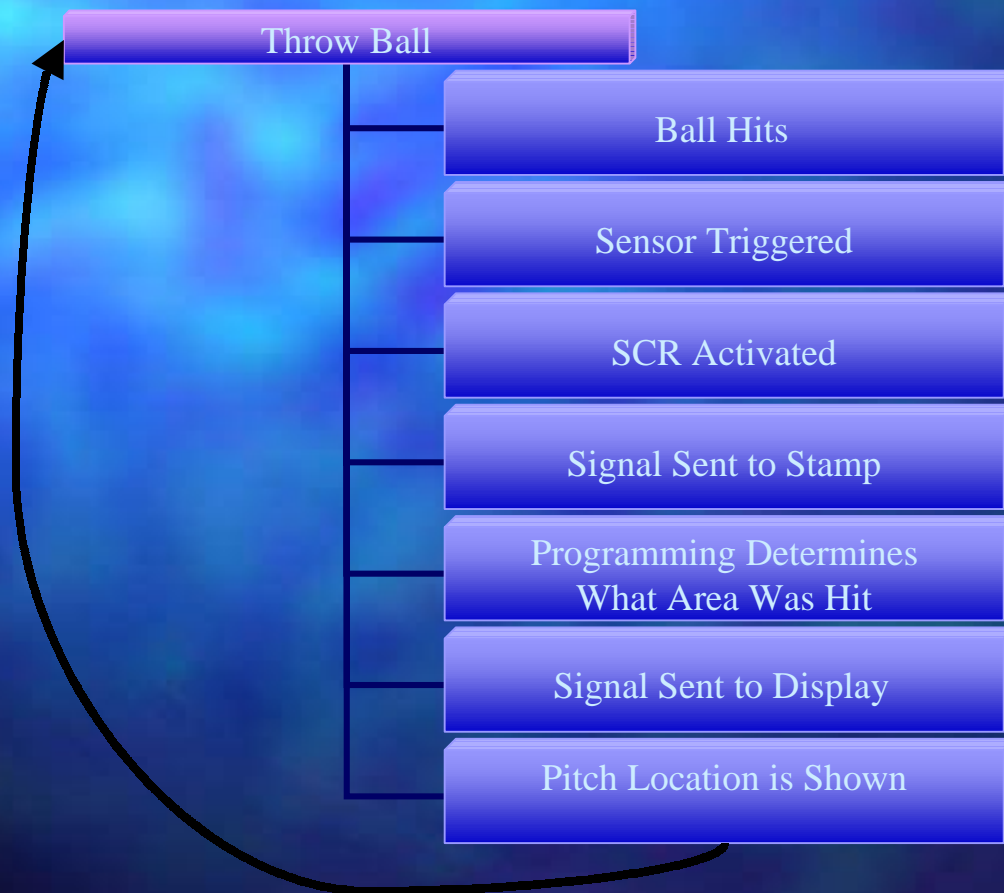 Throw Ball
Ball Hits
Sensor Triggered
SCR Activated
Signal Sent to Stamp
Programming Determines
What Area Was Hit
Signal Sent to Display
Pitch Location is Shown